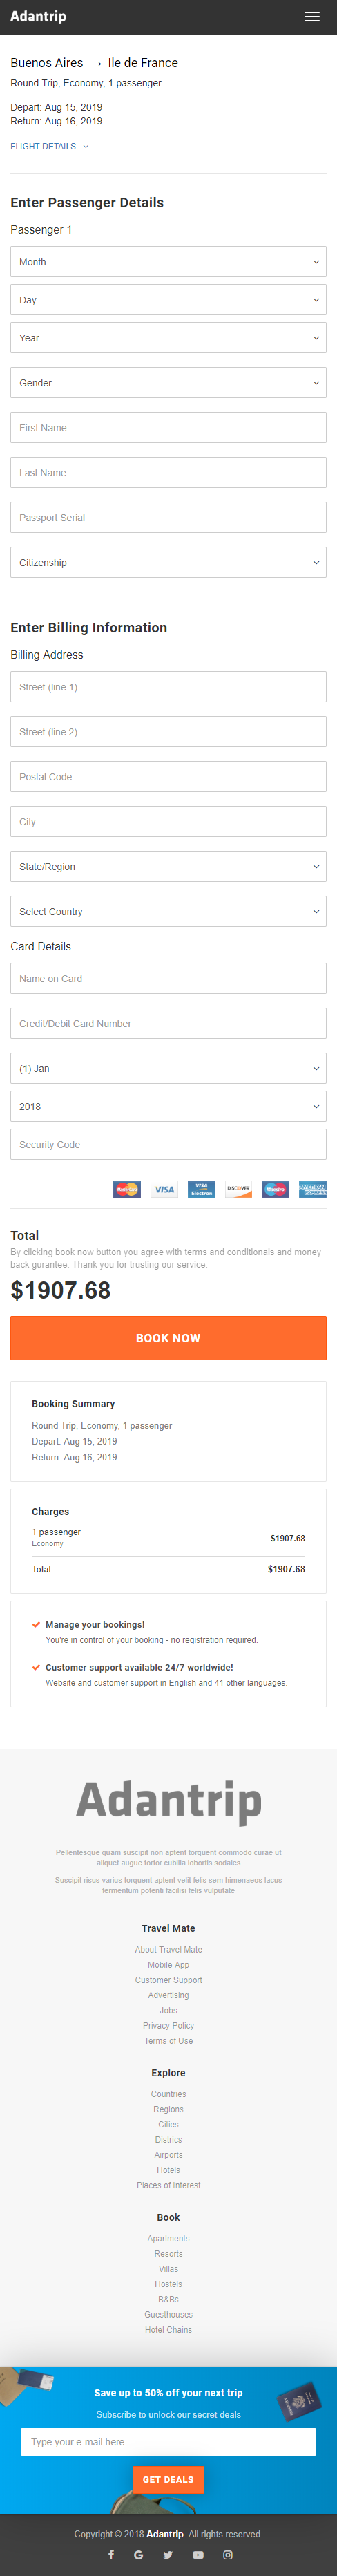 Adantrip
Buenos Aires → Ile de France
Round Trip, Economy, 1 passenger
Depart: Aug 15, 2019
Return: Aug 16, 2019
FLIGHT DETAILS
Enter Passenger Details
Passenger 1
Month
Day
Year
Gender
First Name
Last Name
Passport Serial
Citizenship
Enter Billing Information
Billing Address
Street (line 1)
Street (line 2)
Postal Code
City
State/Region
Select Country
Card Details
Name on Card
Credit/Debit Card Number
(1) Jan
2018
Security Code
MasterCard VISA VISA Electron DISCOVER Maestro AMERICAN EXPRESS
Total
By clicking book now button you agree with terms and conditionals and money
back gurantee. Thank you for trusting our service.
$1907.68
BOOK NOW
Booking Summary
Round Trip, Economy, 1 passenger
Depart: Aug 15, 2019
Return: Aug 16, 2019
Charges
1 passenger
Economy
$1907.68
Total $1907.68
Manage your bookings!
You're in control of your booking - no registration required.
Customer support available 24/7 worldwide!
Website and customer support in English and 41 other languages.
Adantrip
Pellentesque quam suscipit non aptent torquent commodo curae ut
aliquet augue tortor cubilia lobortis sodales
Suscipit risus varius torquent aptent velit felis sem himenaeos lacus
fermentum potenti facilisi felis vulputate
Travel Mate
About Travel Mate
Mobile App
Customer Support
Advertising
Jobs
Privacy Policy
Terms of Use
Explore
Countries
Regions
Cities
Districs
Airports
Hotels
Places of Interest
Book
Apartments
Resorts
Villas
Hostels
B&Bs
Guesthouses
Hotel Chains
Save up to 50% off your next trip
Subscribe to unlock our secret deals
Type your e-mail here
GET DEALS
Copyright © 2018 Adantrip. All rights reserved.